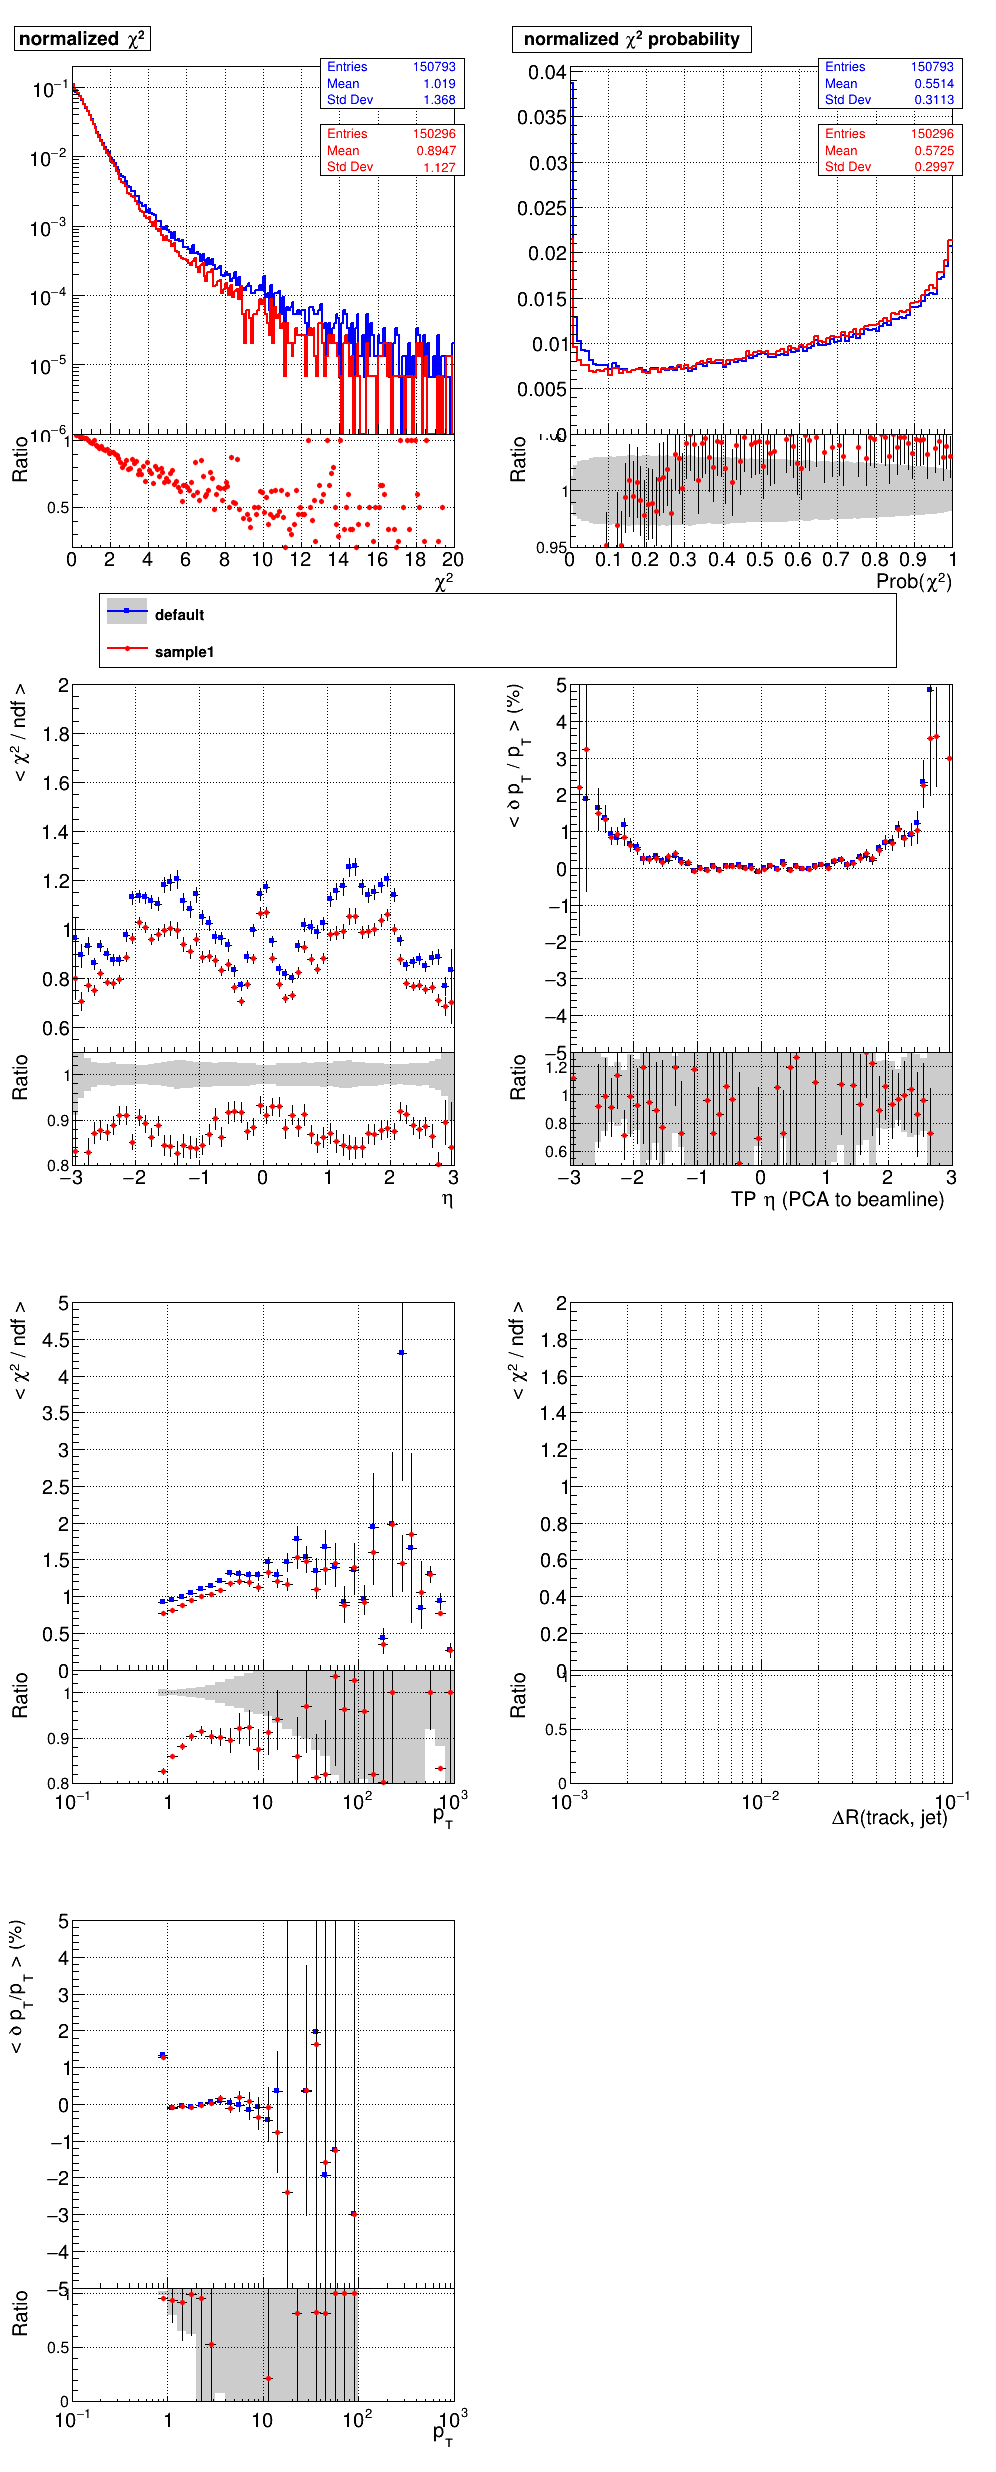 normalized χ²
normalized χ² probability
Entries 150793
Mean 1.019
Std Dev 1.368
Entries 150296
Mean 0.8947
Std Dev 1.127
10⁻¹
10⁻²
10⁻³
10⁻⁴
10⁻⁵
10⁻⁶
Ratio
1
0.5
0 2 4 6 8 10 12 14 16 18 20
χ²
Entries 150793
Mean 0.5514
Std Dev 0.3113
Entries 150296
Mean 0.5725
Std Dev 0.2997
0.04
0.035
0.03
0.025
0.02
0.015
0.01
0.005
0
Ratio
1
0.95
0 0.1 0.2 0.3 0.4 0.5 0.6 0.7 0.8 0.9 1
Prob(χ²)
default
sample1
< χ² / ndf >
2
1.8
1.6
1.4
1.2
1
0.8
0.6
Ratio
1
0.9
0.8
−3 −2 −1 0 1 2 3
η
< δ p_T / p_T > (%)
5
4
3
2
1
0
−1
−2
−3
−4
−5
Ratio
1.2
1
0.8
0.6
−3 −2 −1 0 1 2 3
TP η (PCA to beamline)
< χ² / ndf >
5
4.5
4
3.5
3
2.5
2
1.5
1
0.5
0
Ratio
1
0.9
0.8
10⁻¹ 1 10 10² 10³
p_T
< χ² / ndf >
2
1.8
1.6
1.4
1.2
1
0.8
0.6
0.4
0.2
0
Ratio
1
0.5
0
10⁻³ 10⁻² 10⁻¹
ΔR(track, jet)
< δ p_T/p_T > (%)
5
4
3
2
1
0
−1
−2
−3
−4
−5
Ratio
1
0.5
0
10⁻¹ 1 10 10² 10³
p_T